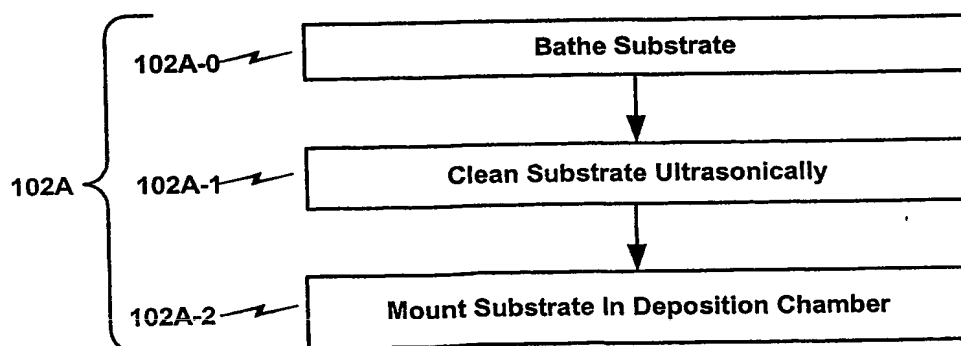 102A-0
Bathe Substrate
102A
102A-1
Clean Substrate Ultrasonically
102A-2
Mount Substrate In Deposition Chamber